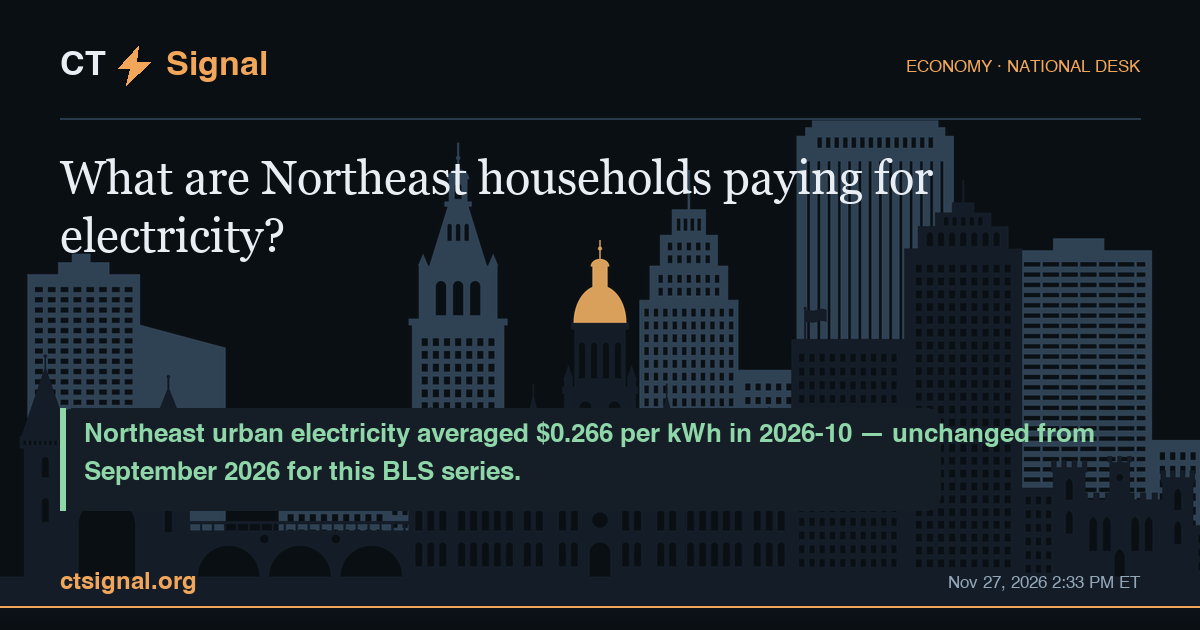 CT Signal
ECONOMY · NATIONAL DESK
What are Northeast households paying for
electricity?
Northeast urban electricity averaged $0.266 per kWh in 2026-10 — unchanged from
September 2026 for this BLS series.
ctsignal.org
Nov 27, 2026 2:33 PM ET